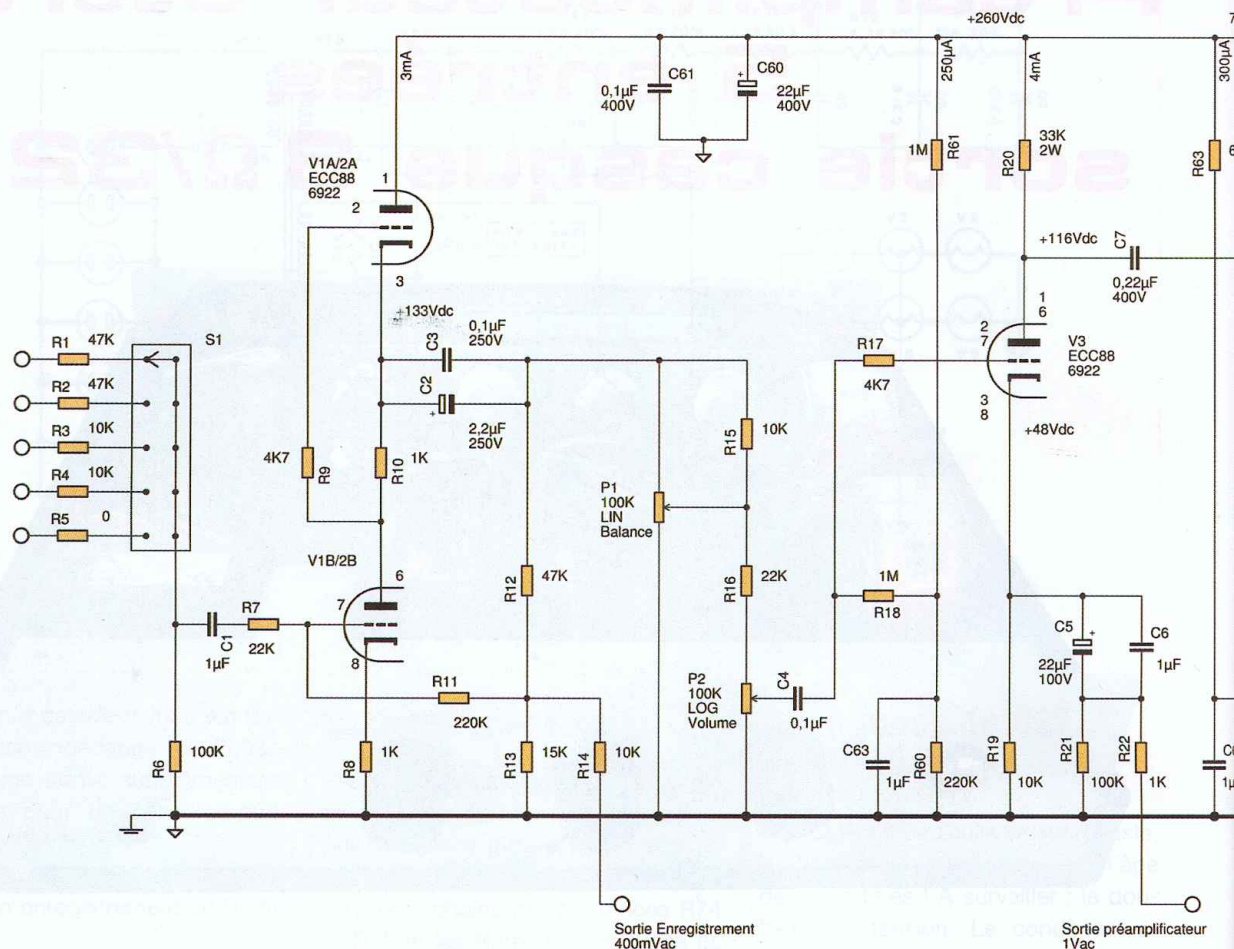 +260Vdc
7
3mA
C61
0,1µF
400V
C60
+
22µF
400V
250µA
4mA
300µA
1M
R61
R20
33K
2W
R63
6
V1A/2A
ECC88
6922
1
2
3
+133Vdc
+116Vdc
C7
0,22µF
400V
S1
R1
47K
R2
47K
R3
10K
R4
10K
R5
0
C3
0,1µF
250V
C2
+
2,2µF
250V
R17
4K7
1
6
2
7
3
8
V3
ECC88
6922
+48Vdc
4K7
R9
R10
1K
R15
10K
P1
100K
LIN
Balance
V1B/2B
6
7
8
R12
47K
R16
22K
1M
R18
C1
1µF
R7
22K
R11
220K
P2
100K
LOG
Volume
C4
0,1µF
C5
+
22µF
100V
C6
1µF
R6
100K
R8
1K
R13
15K
R14
10K
C63
1µF
R60
220K
R19
10K
R21
100K
R22
1K
C6
1µ
Sortie Enregistrement
400mVac
Sortie préamplificateur
1Vac
sortie casque